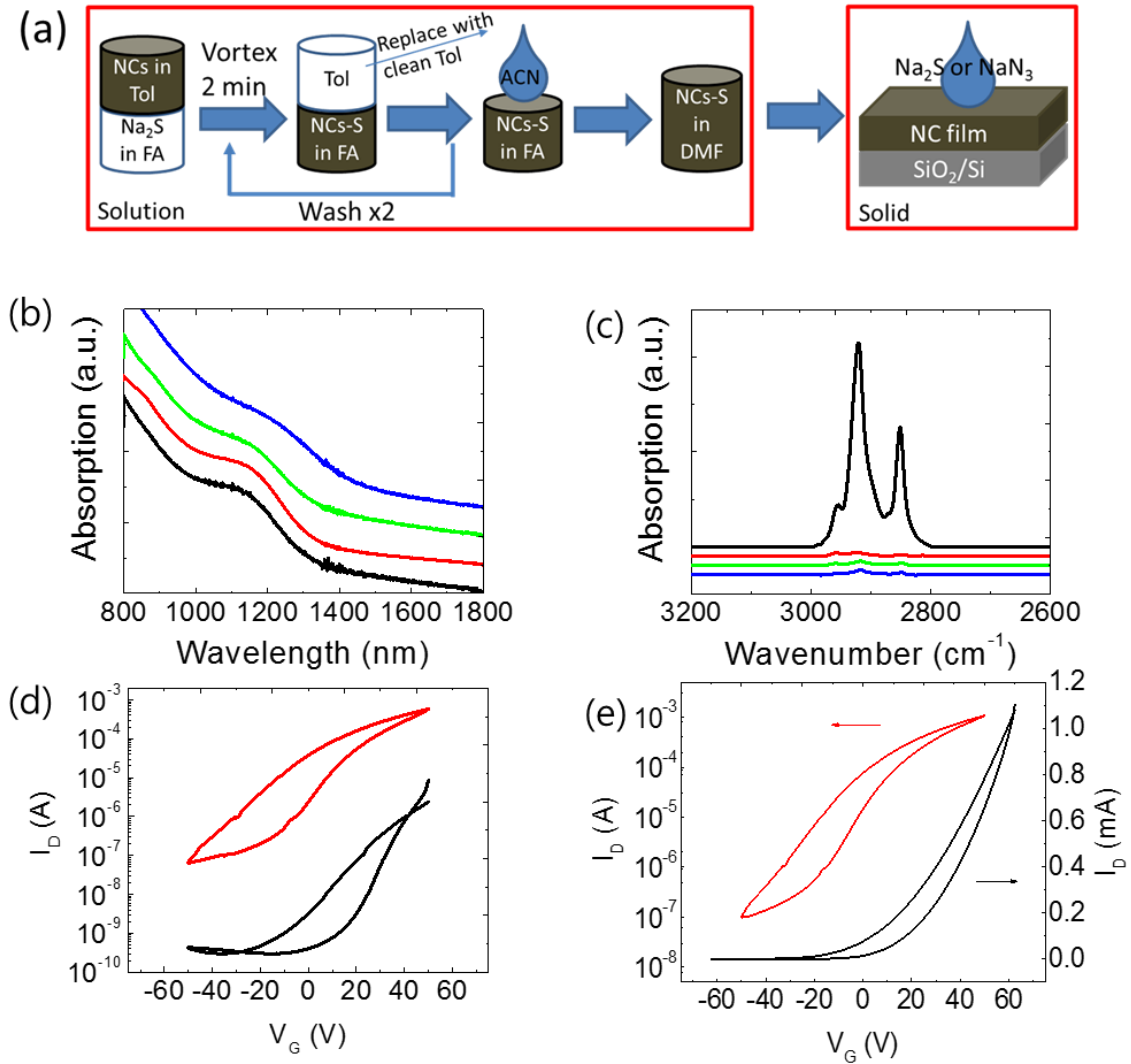 (a)
NCs in
Tol
Na₂S
in FA
Solution
Vortex
2 min
Tol
NCs-S
in FA
Replace with
clean Tol
Wash x2
ACN
NCs-S
in FA
NCs-S
in
DMF
Na₂S or NaN₃
NC film
SiO₂/Si
Solid
(b)
Absorption (a.u.)
800 1000 1200 1400 1600 1800
Wavelength (nm)
(c)
Absorption (a.u.)
3200 3000 2800 2600
Wavenumber (cm⁻¹)
(d)
I_D (A)
10⁻³
10⁻⁴
10⁻⁵
10⁻⁶
10⁻⁷
10⁻⁸
10⁻⁹
10⁻¹⁰
-60 -40 -20 0 20 40 60
V_G (V)
(e)
I_D (A)
10⁻³
10⁻⁴
10⁻⁵
10⁻⁶
10⁻⁷
10⁻⁸
1.2
1.0
0.8
0.6
0.4
0.2
0.0
I_D (mA)
-60 -40 -20 0 20 40 60
V_G (V)